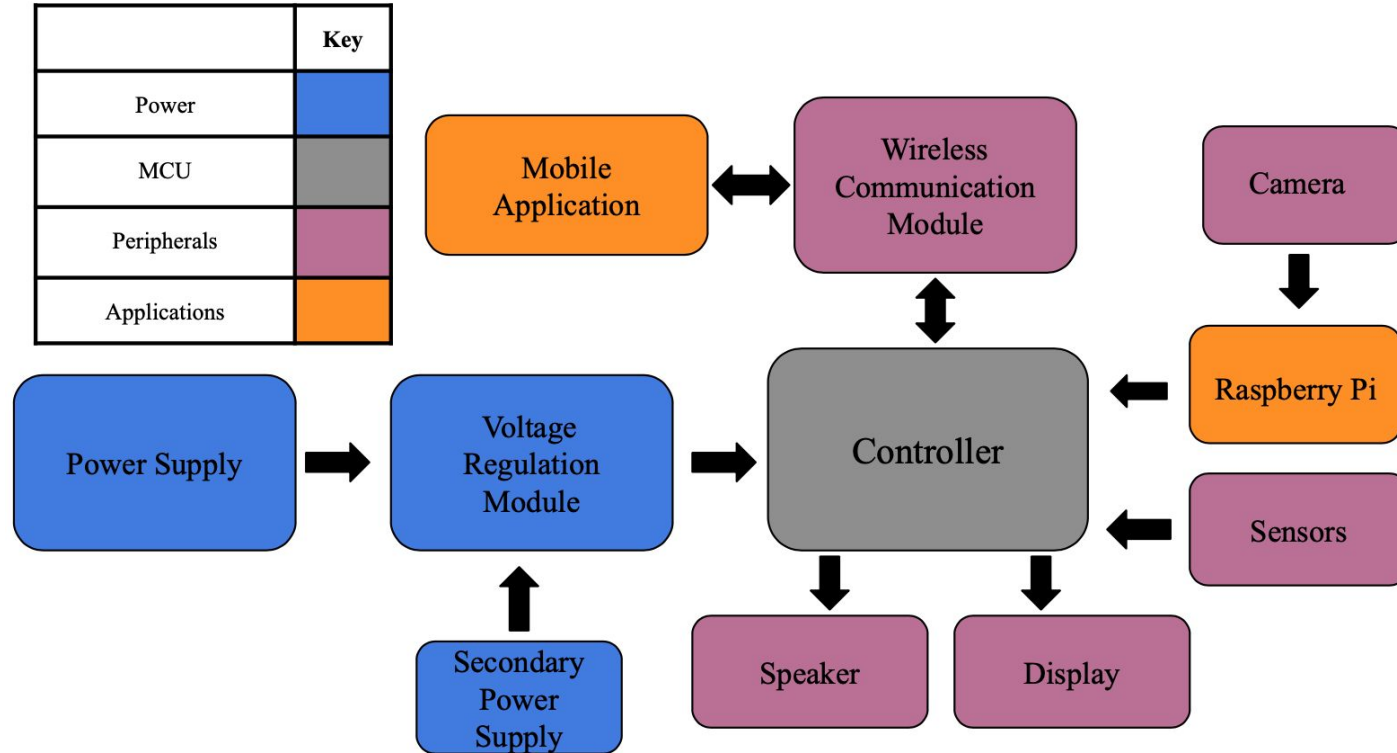 Key
Power
MCU
Peripherals
Applications
Mobile
Application
Wireless
Communication
Module
Camera
Power Supply
Voltage
Regulation
Module
Controller
Raspberry Pi
Sensors
Secondary
Power
Supply
Speaker
Display